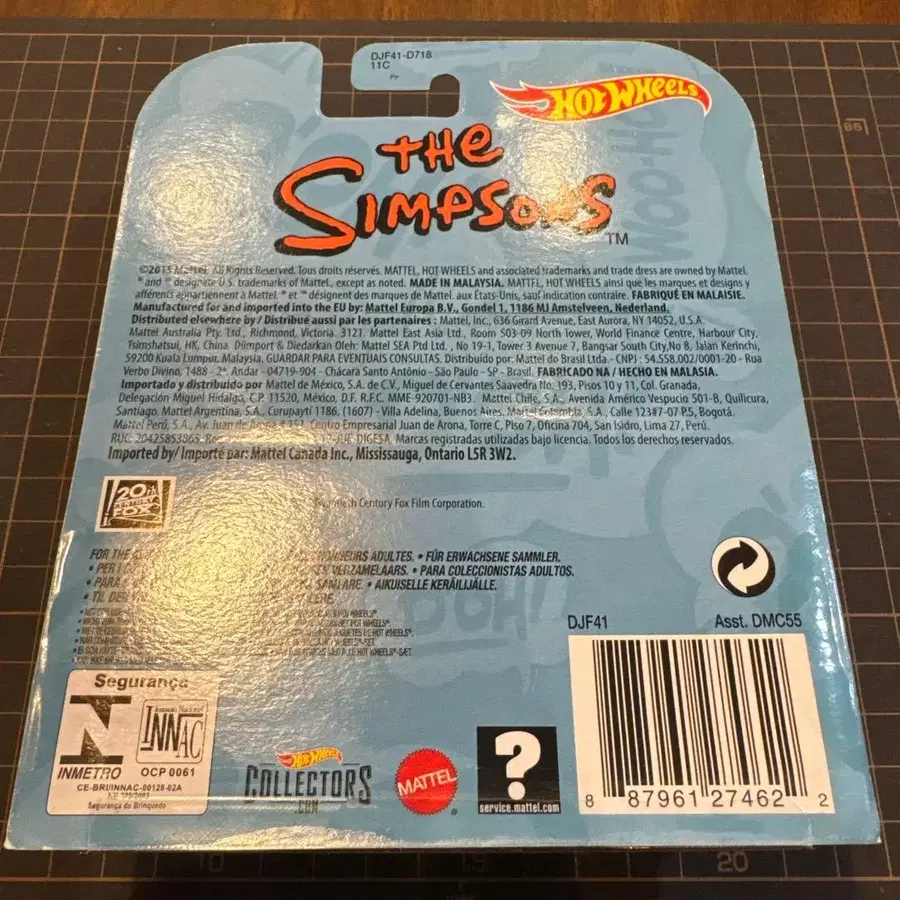 DJF41-D718
11C
HOT WHEELS
THE
SIMPSONS
TM
©2015 Mattel. All Rights Reserved. Tous droits réservés. MATTEL, HOT WHEELS and associated trademarks and trade dress are owned by Mattel,
® and ™ designate U.S. trademarks of Mattel, except as noted. MADE IN MALAYSIA. MATTEL, HOT WHEELS ainsi que les marques et designs y
afférents appartiennent à Mattel. ® et ™ désignent des marques de Mattel aux États-Unis, sauf indication contraire. FABRIQUÉ EN MALAISIE.
Manufactured for and imported into the EU by: Mattel Europa B.V., Gondel 1, 1186 MJ Amstelveen, Nederland.
Distributed elsewhere by / Distribué aussi par les partenaires : Mattel, Inc., 636 Girard Avenue, East Aurora, NY 14052, U.S.A.
Mattel Australia Pty. Ltd., Richmond, Victoria. 3121. Mattel East Asia Ltd., Room 503-09 North Tower, World Finance Centre, Harbour City,
Tsimshatsui, HK, China. Diimport & Diedarkan Oleh: Mattel SEA Ptd Ltd., No 19-1, Tower 3 Avenue 7, Bangsar South City, No 8, Jalan Kerinchi,
59200 Kuala Lumpur, Malaysia. GUARDAR PARA EVENTUAIS CONSULTAS. Distribuído por: Mattel do Brasil Ltda. - CNPJ : 54.558.002/0001-20 - Rua
Verbo Divino, 1488 - 2º. Andar - 04719-904 - Chácara Santo Antônio - São Paulo - SP - Brasil. FABRICADO NA / HECHO EN MALASIA.
Importado y distribuido por Mattel de México, S.A. de C.V., Miguel de Cervantes Saavedra No. 193, Pisos 10 y 11, Col. Granada,
Delegación Miguel Hidalgo, C.P. 11520, México, D.F. R.F.C. MME-920701-NB3. Mattel Chile, S.A., Avenida Américo Vespucio 501-B, Quilicura,
Santiago. Mattel Argentina, S.A., Curupaytí 1186, (1607) - Villa Adelina, Buenos Aires. Mattel Colombia, S.A., Calle 123#7-07 P.5, Bogotá.
Mattel Perú, S.A., Av. Juan de Arona # 151, Centro Empresarial Juan de Arona, Torre C, Piso 7, Oficina 704, San Isidro, Lima 27, Perú.
RUC: 20425853865. DIGESA. Marcas registradas utilizadas bajo licencia. Todos los derechos reservados.
Imported by/ Importé par: Mattel Canada Inc., Mississauga, Ontario L5R 3W2.
20TH
CENTURY
FOX
Twentieth Century Fox Film Corporation.
FOR THE ADULTES. • FÜR ERWACHSENE SAMMLER.
• PER I VERZAMELAARS. • PARA COLECCIONISTAS ADULTOS.
• PARA • AIKUISELLE KERÄILIJÄLLE.
• TIL
DJF41
Asst. DMC55
Segurança
INMETRO
INNAC
OCP 0061
CE-BRI/INNAC-00128-02A
Segurança do Brinquedo
HOT WHEELS
COLLECTORS
.COM
MATTEL
?
service.mattel.com
8 87961 27462 2
WOO-HOO
10
20